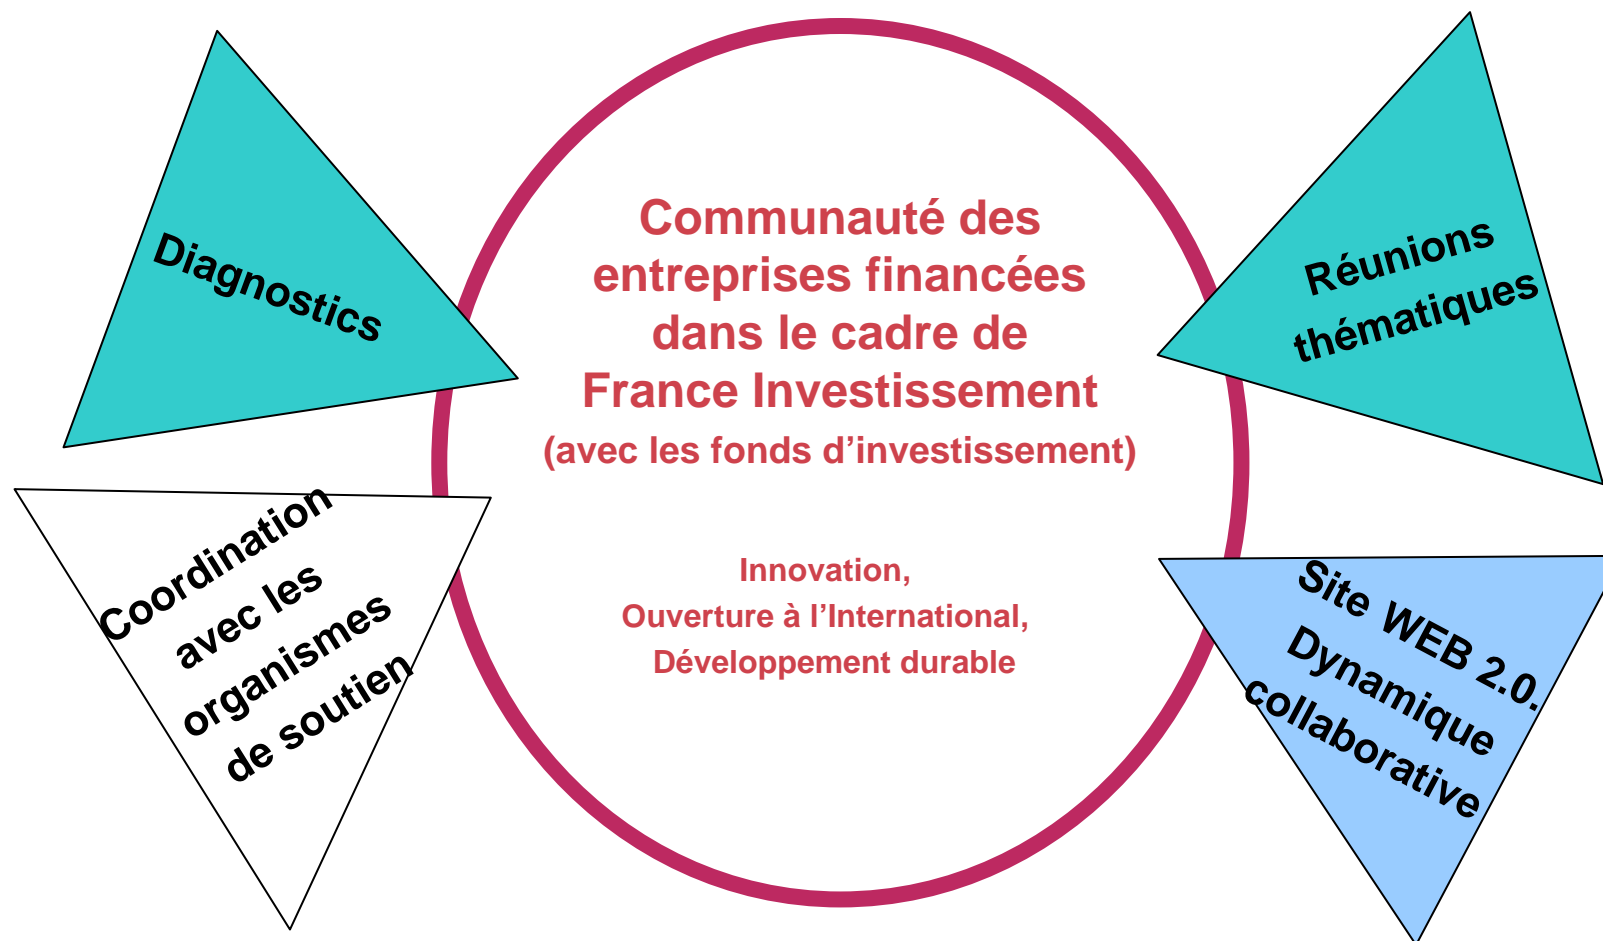 Diagnostics
Communauté des
entreprises financées
dans le cadre de
France Investissement
(avec les fonds d’investissement)
Innovation,
Ouverture à l’International,
Développement durable
Réunions
thématiques
Coordination
avec les
organismes
de soutien
Site WEB 2.0.
Dynamique
collaborative